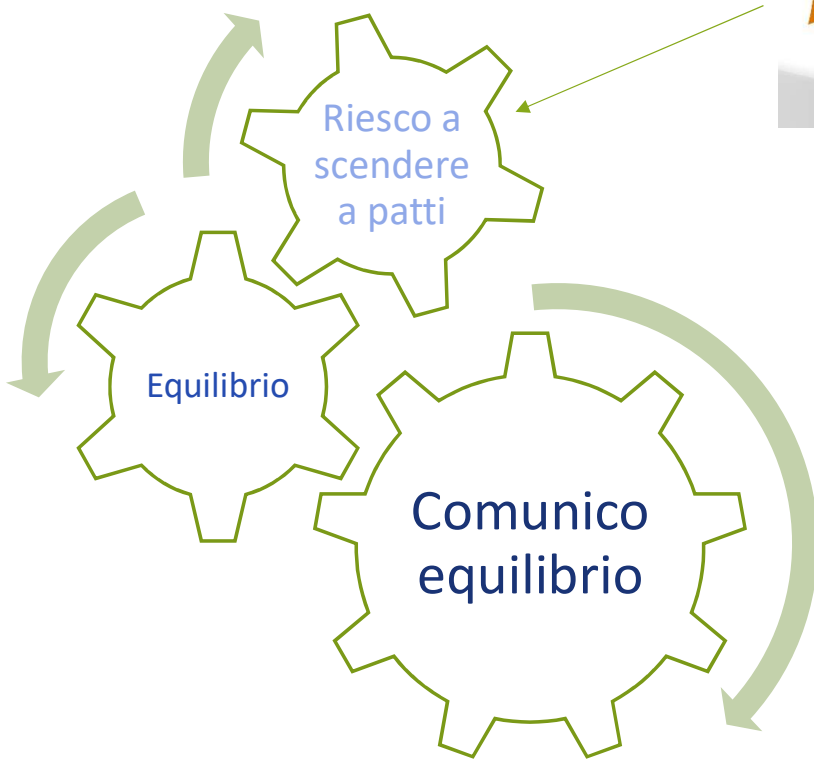 Riesco a
scendere
a patti
Equilibrio
Comunico
equilibrio